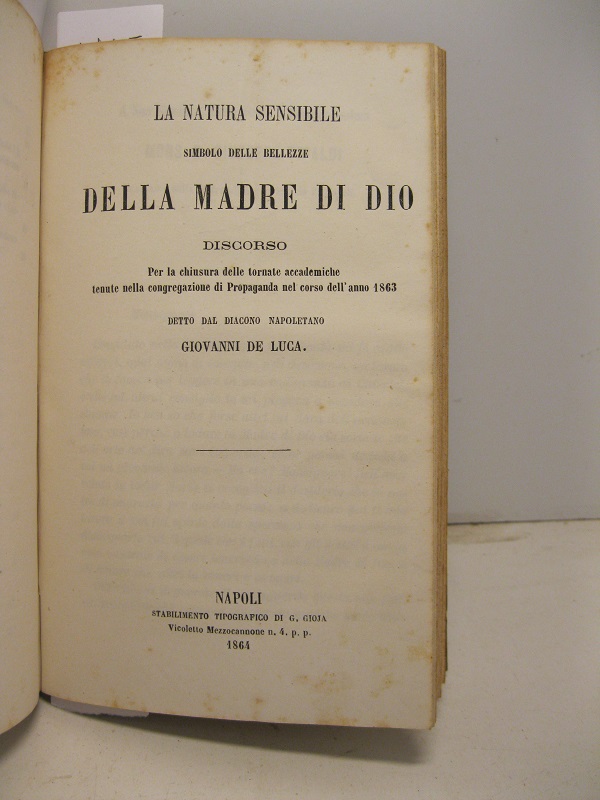 LA NATURA SENSIBILE
SIMBOLO DELLE BELLEZZE
DELLA MADRE DI DIO
DISCORSO
Per la chiusura delle tornate accademiche
tenute nella congregazione di Propaganda nel corso dell'anno 1863
DETTO DAL DIACONO NAPOLETANO
GIOVANNI DE LUCA.
NAPOLI
STABILIMENTO TIPOGRAFICO DI G. GIOJA
Vicoletto Mezzocannone n. 4. p. p.
1864